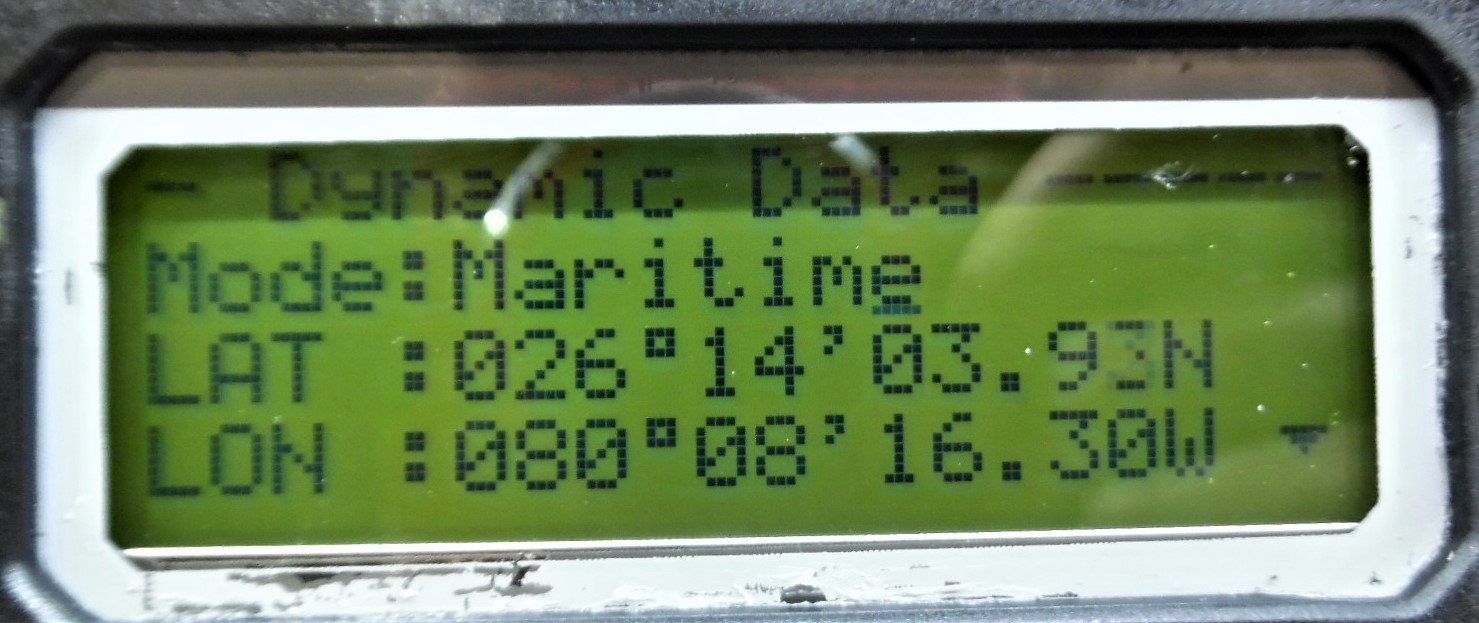 - Dynamic Data -----
Mode:Maritime
LAT :026°14’03.93N
LON :080°08’16.30W ▼